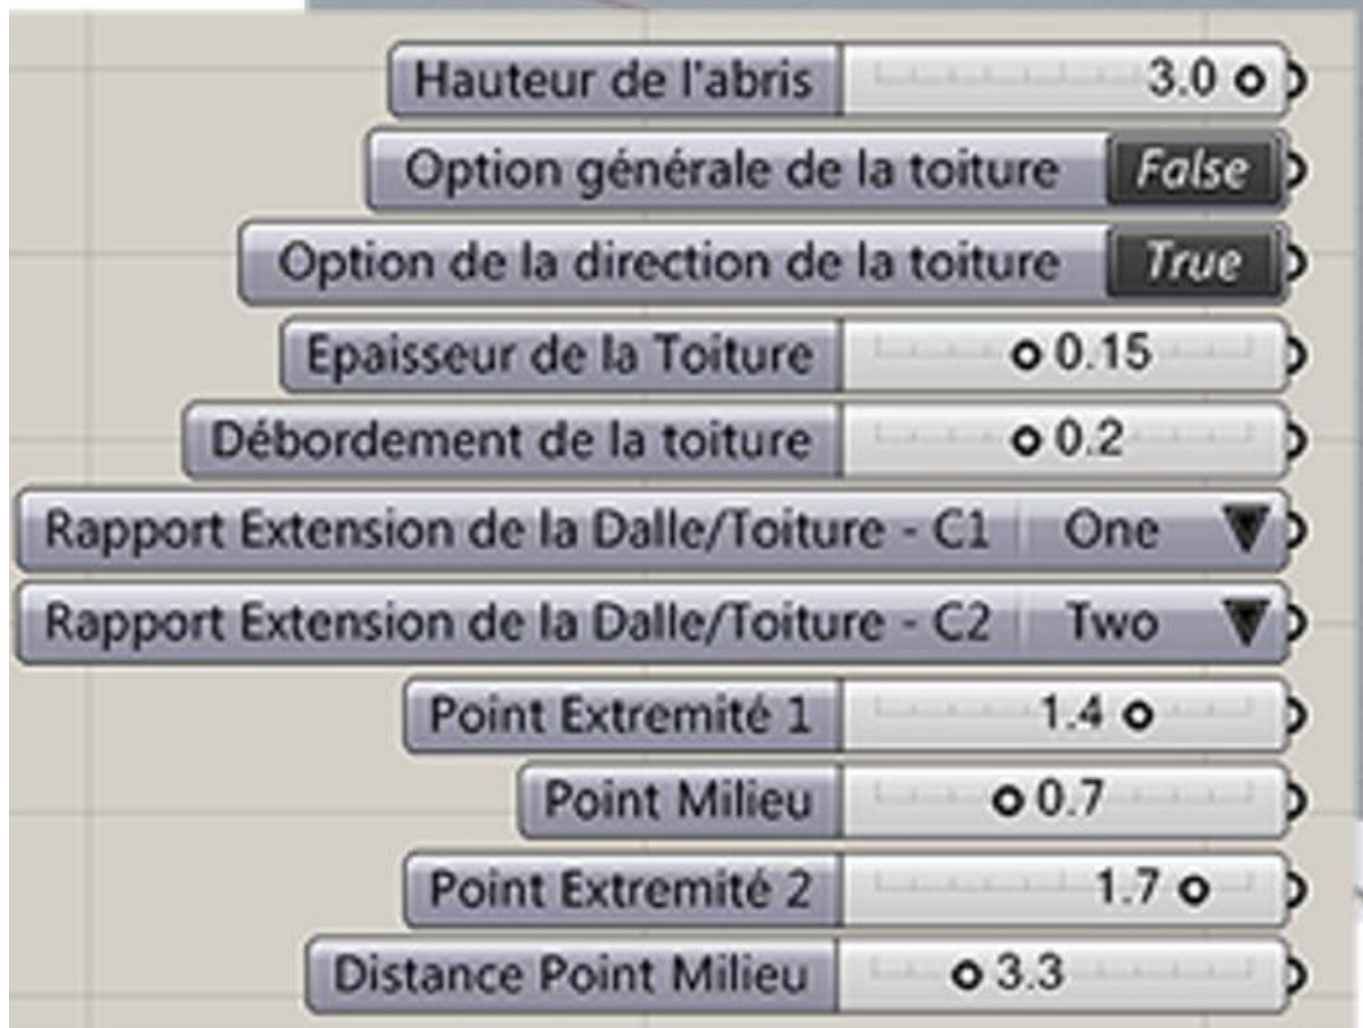 Hauteur de l'abris 3.0
Option générale de la toiture False
Option de la direction de la toiture True
Epaisseur de la Toiture 0.15
Débordement de la toiture 0.2
Rapport Extension de la Dalle/Toiture - C1 One
Rapport Extension de la Dalle/Toiture - C2 Two
Point Extremité 1 1.4
Point Milieu 0.7
Point Extremité 2 1.7
Distance Point Milieu 3.3